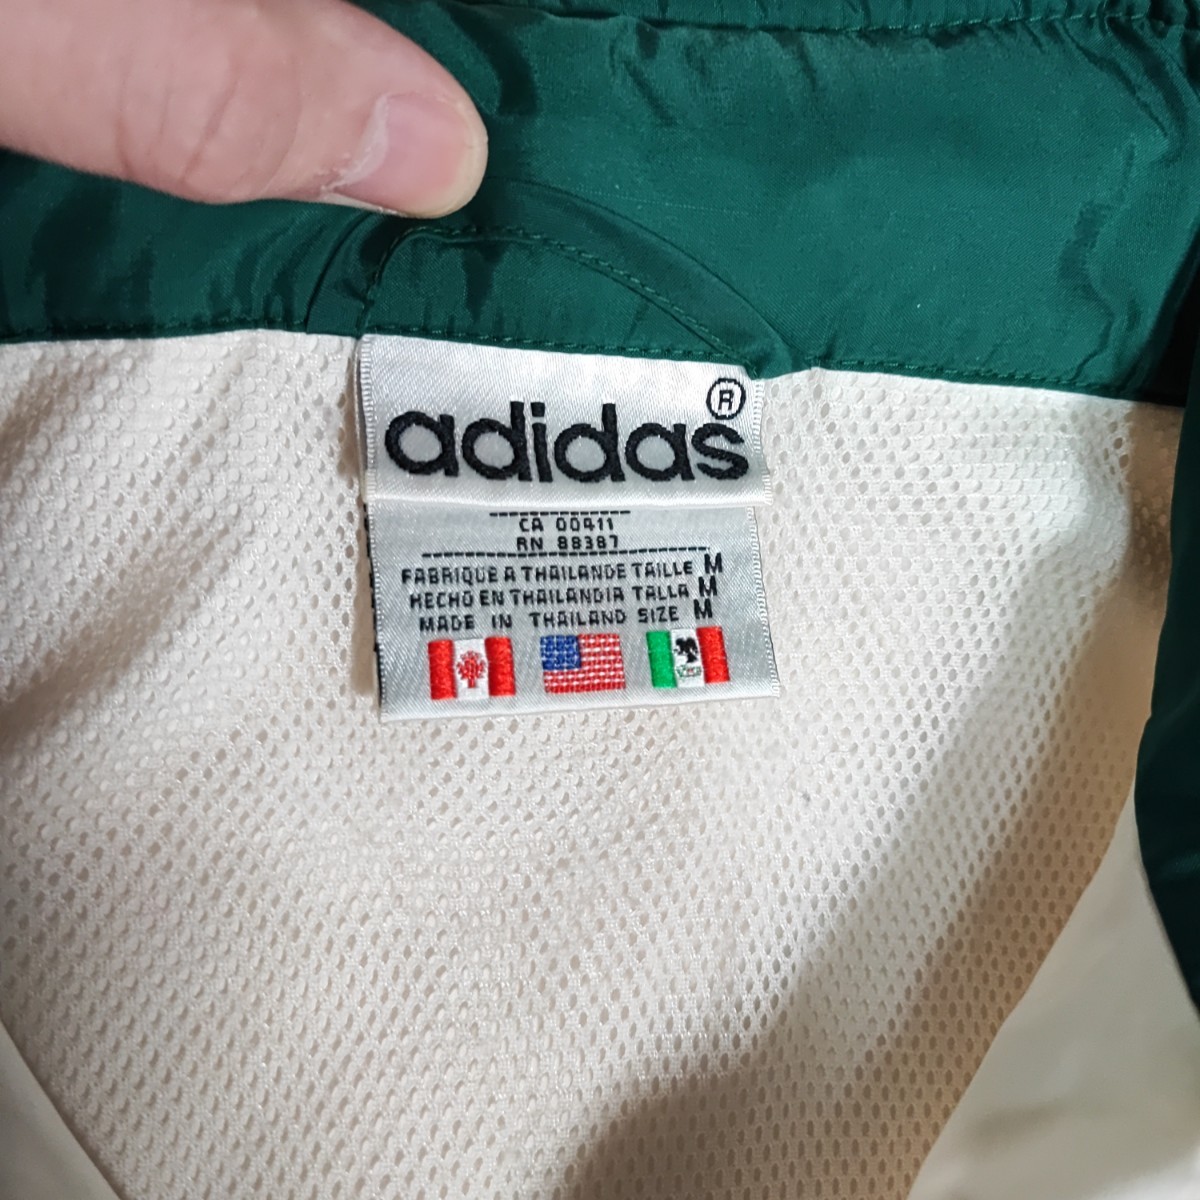 adidas ®
CA 00411
RN 88387
FABRIQUE A THAILANDE TAILLE M
HECHO EN THAILANDIA TALLA M
MADE IN THAILAND SIZE M